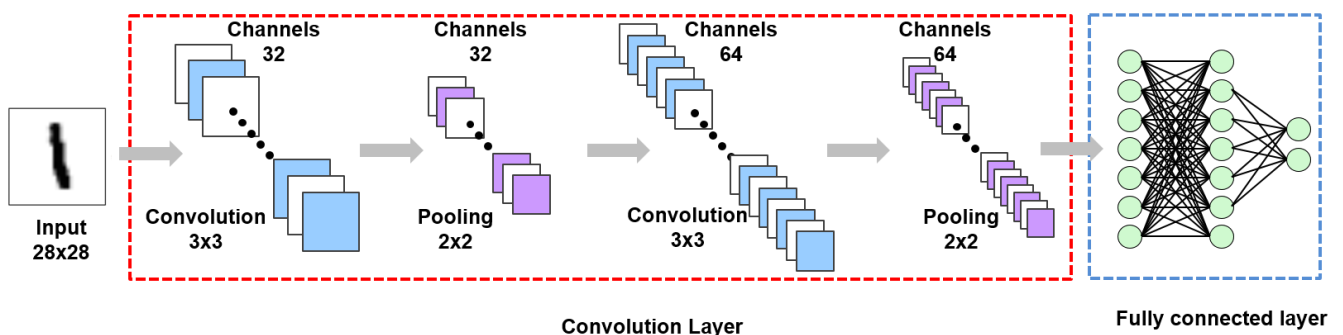 Channels
32
Channels
32
Channels
64
Channels
64
Input
28x28
Convolution
3x3
Pooling
2x2
Convolution
3x3
Pooling
2x2
Convolution Layer
Fully connected layer